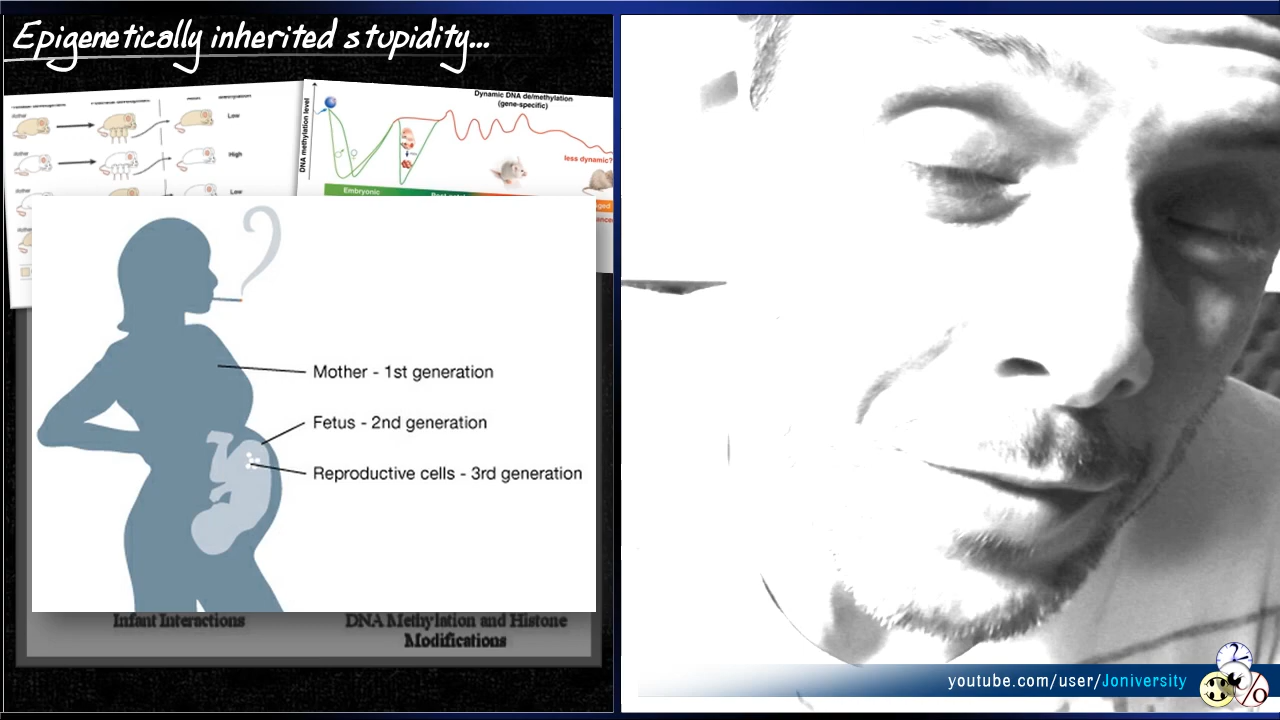 Epigenetically inherited stupidity...
Mother
Low
High
Low
Dynamic DNA de/methylation
(gene-specific)
DNA methylation level
less dynamic?
Embryonic
Mother - 1st generation
Fetus - 2nd generation
Reproductive cells - 3rd generation
Infant Interactions
DNA Methylation and Histone
Modifications
youtube.com/user/Joniversity